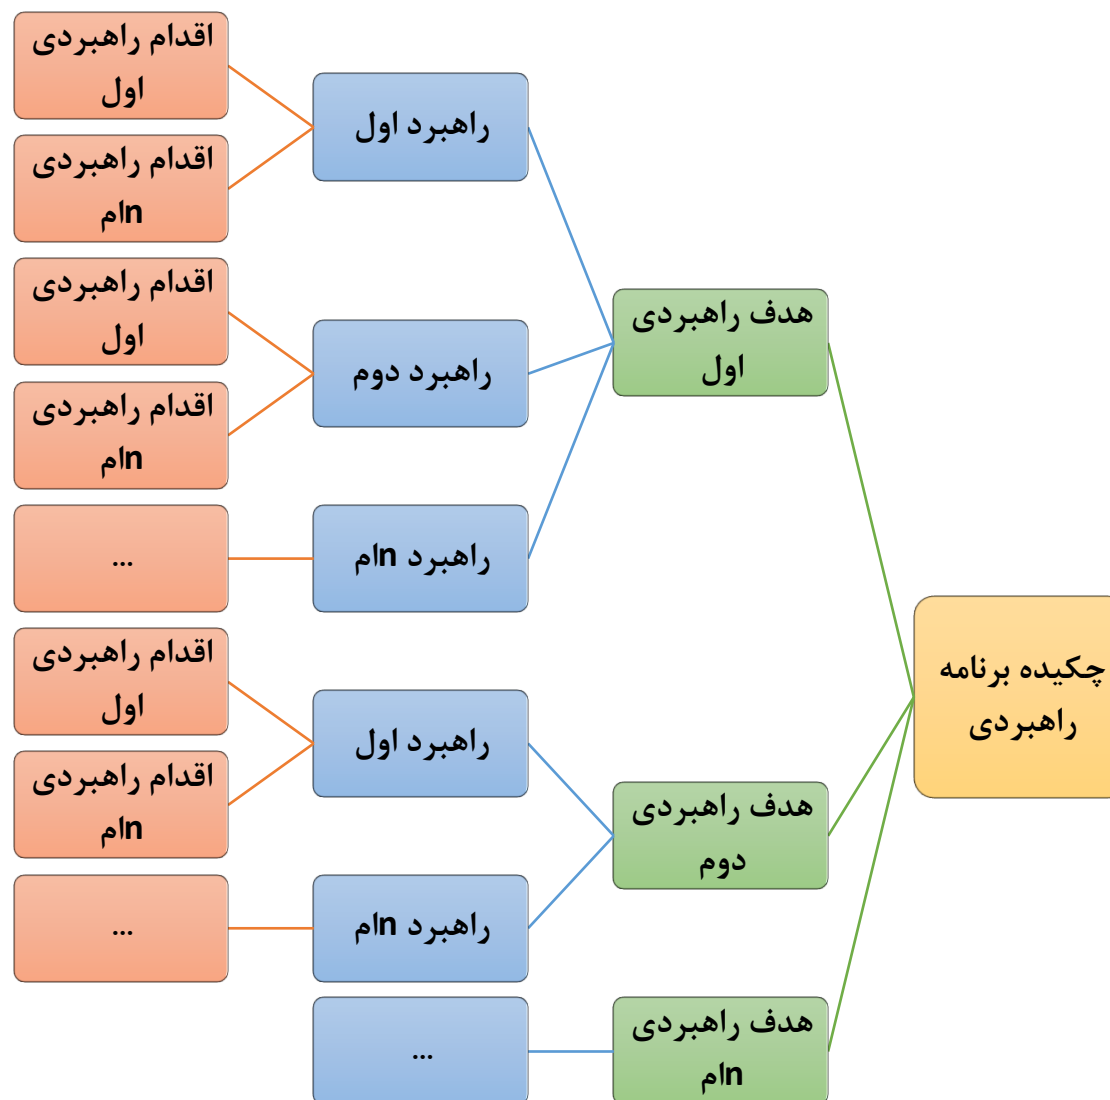 چکیده برنامه
راهبردی
هدف راهبردی
اول
راهبرد اول
اقدام راهبردی
اول
اقدام راهبردی
nام
راهبرد دوم
اقدام راهبردی
اول
اقدام راهبردی
nام
راهبرد nام
...
هدف راهبردی
دوم
راهبرد اول
اقدام راهبردی
اول
اقدام راهبردی
nام
راهبرد nام
...
هدف راهبردی
nام
...